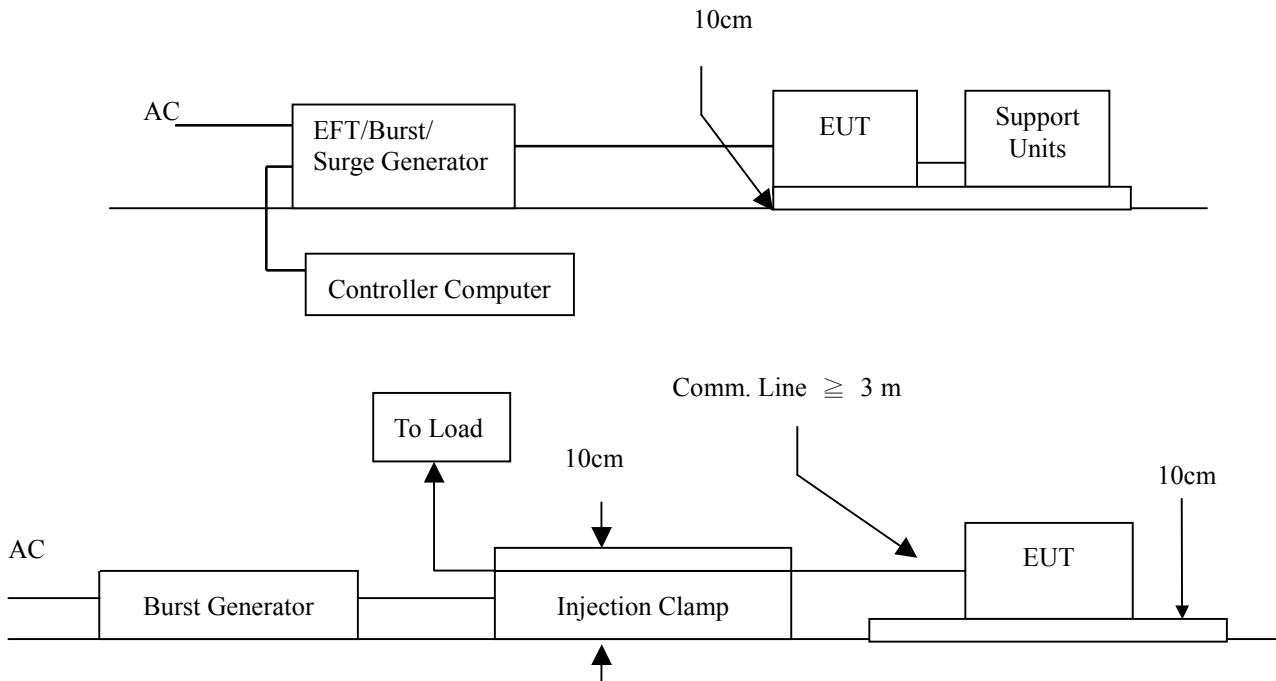 10cm
AC
EFT/Burst/
Surge Generator
EUT
Support
Units
Controller Computer
Comm. Line ≧ 3 m
To Load
10cm
10cm
AC
EUT
Burst Generator
Injection Clamp